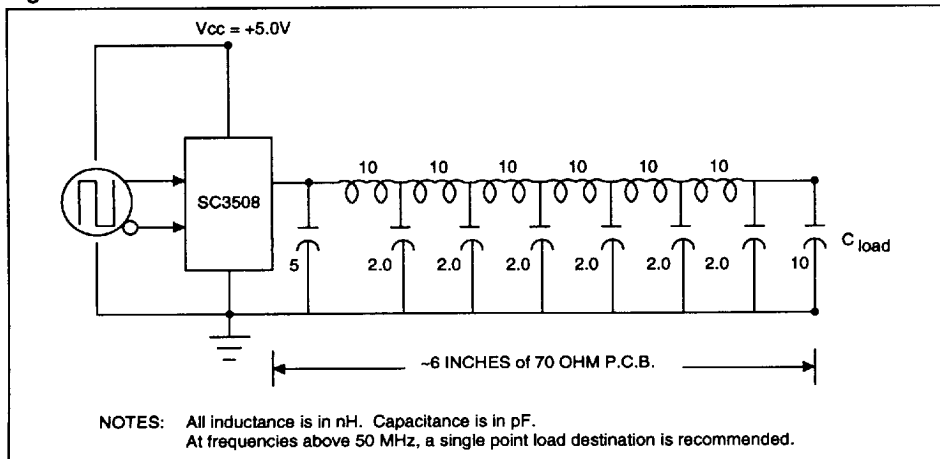 Vcc = +5.0V
SC3508
10 10 10 10 10 10
5 2.0 2.0 2.0 2.0 2.0 2.0 10
C load
~6 INCHES of 70 OHM P.C.B.
NOTES: All inductance is in nH. Capacitance is in pF.
At frequencies above 50 MHz, a single point load destination is recommended.